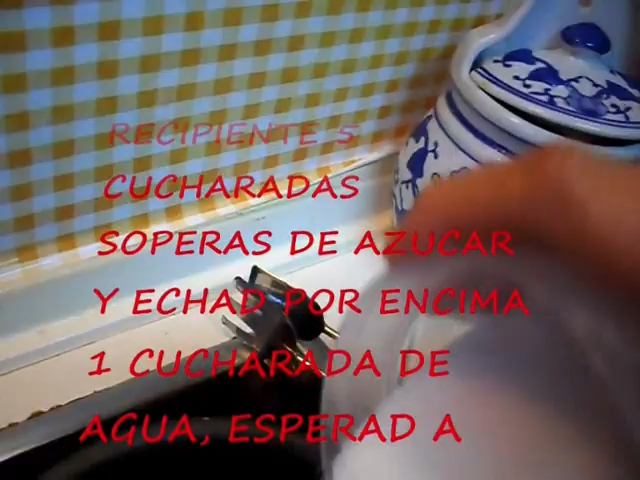 RECIPIENTE 5
CUCHARADAS
SOPERAS DE AZUCAR
Y ECHAD POR ENCIMA
1 CUCHARADA DE
AGUA, ESPERAD A